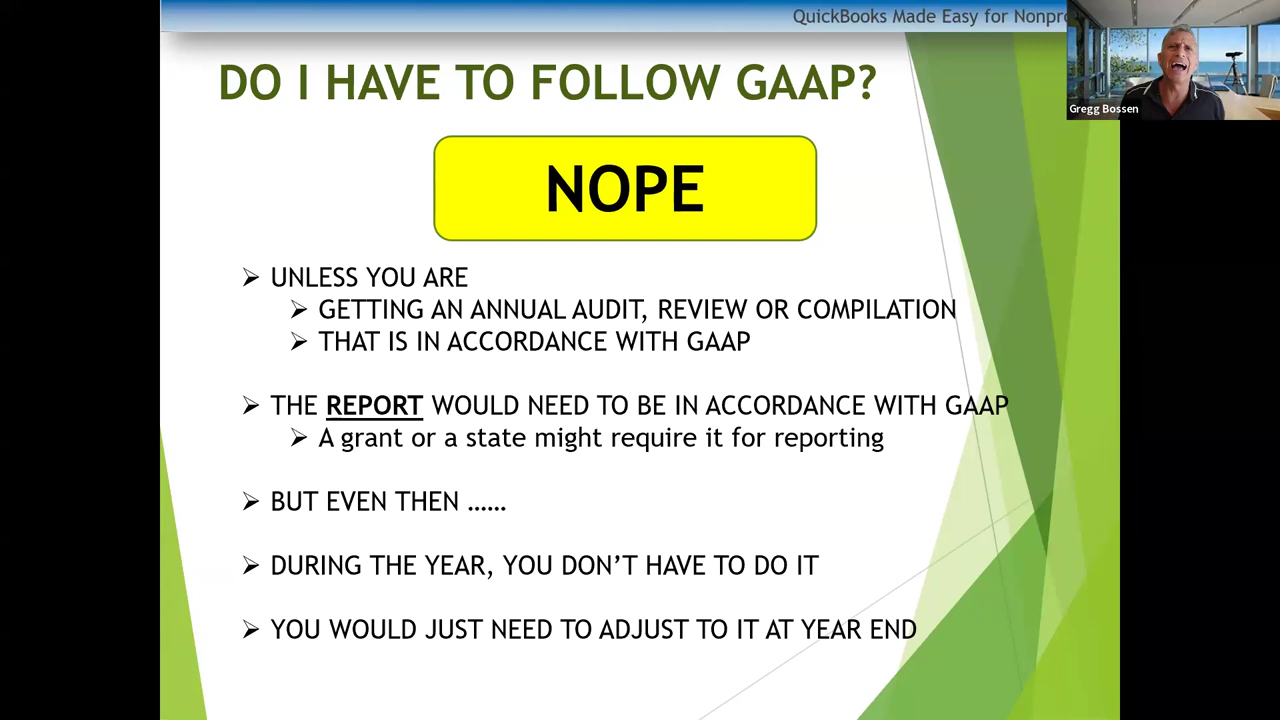 QuickBooks Made Easy for Nonpro
Gregg Bossen
DO I HAVE TO FOLLOW GAAP?
NOPE
UNLESS YOU ARE
GETTING AN ANNUAL AUDIT, REVIEW OR COMPILATION
THAT IS IN ACCORDANCE WITH GAAP
THE REPORT WOULD NEED TO BE IN ACCORDANCE WITH GAAP
A grant or a state might require it for reporting
BUT EVEN THEN ......
DURING THE YEAR, YOU DON'T HAVE TO DO IT
YOU WOULD JUST NEED TO ADJUST TO IT AT YEAR END